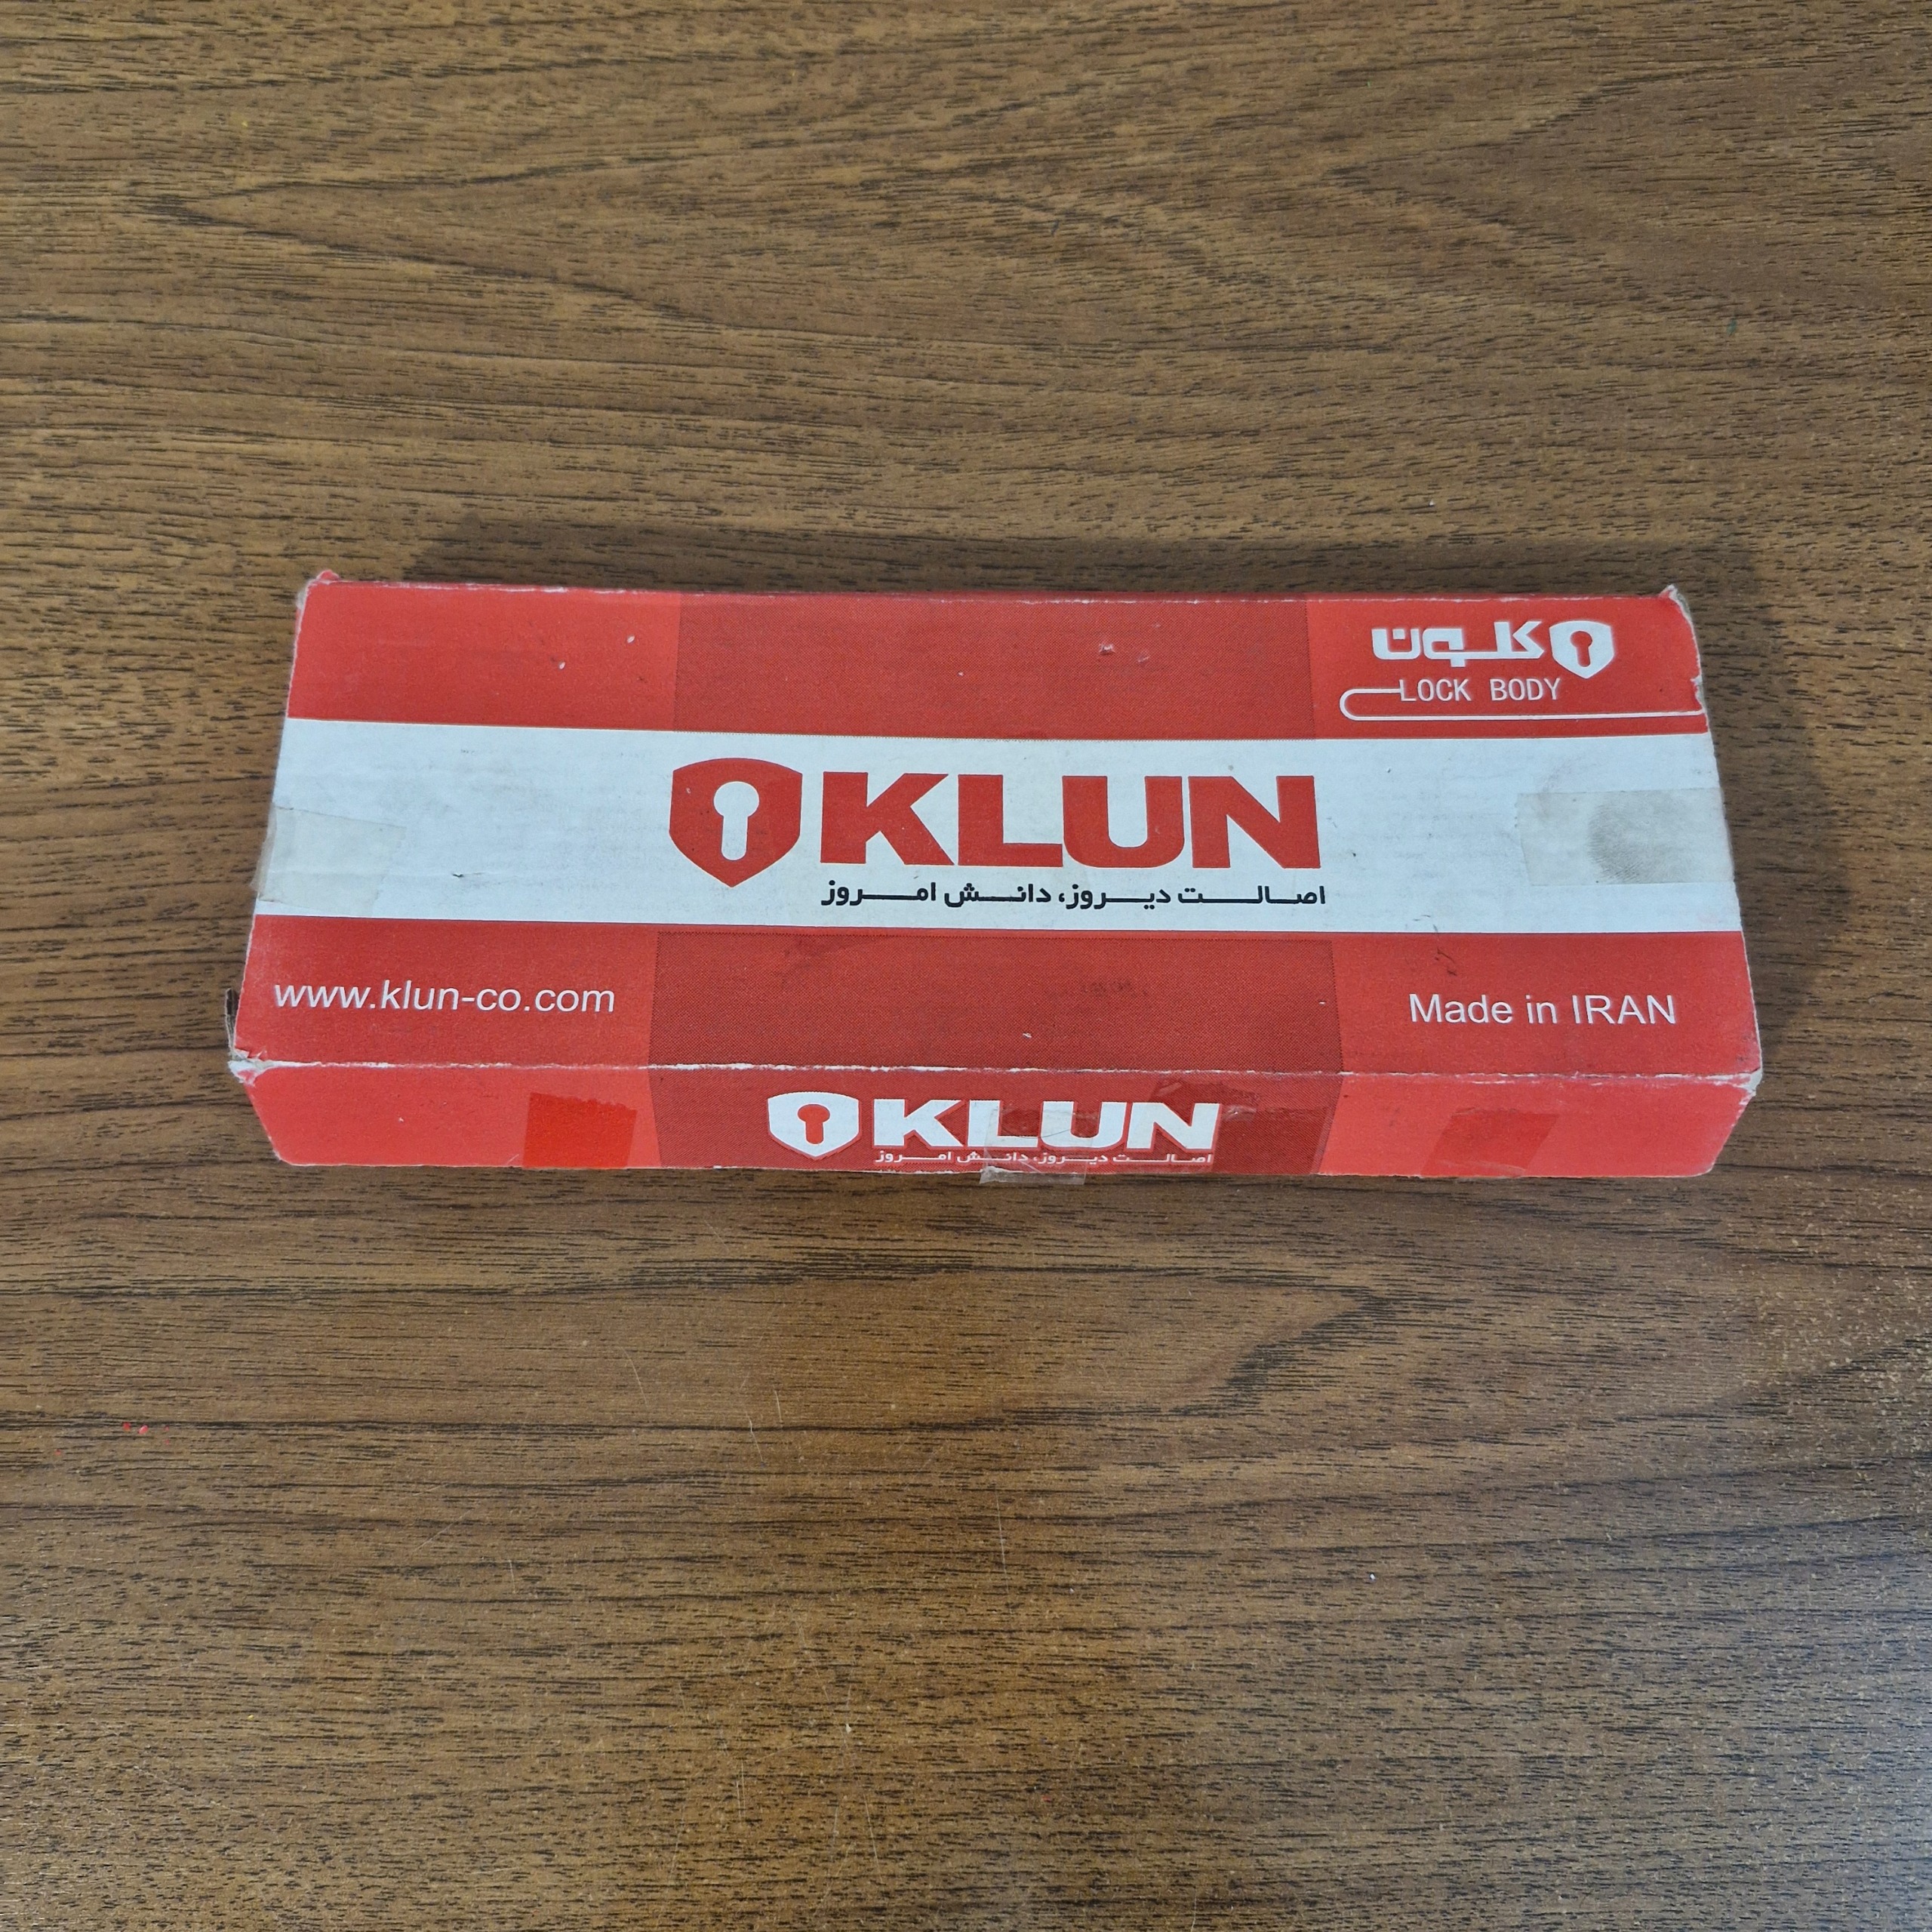 کلون
LOCK BODY
KLUN
اصالت دیروز، دانش امروز
www.klun-co.com
Made in IRAN
KLUN
اصالت دیروز، دانش امروز